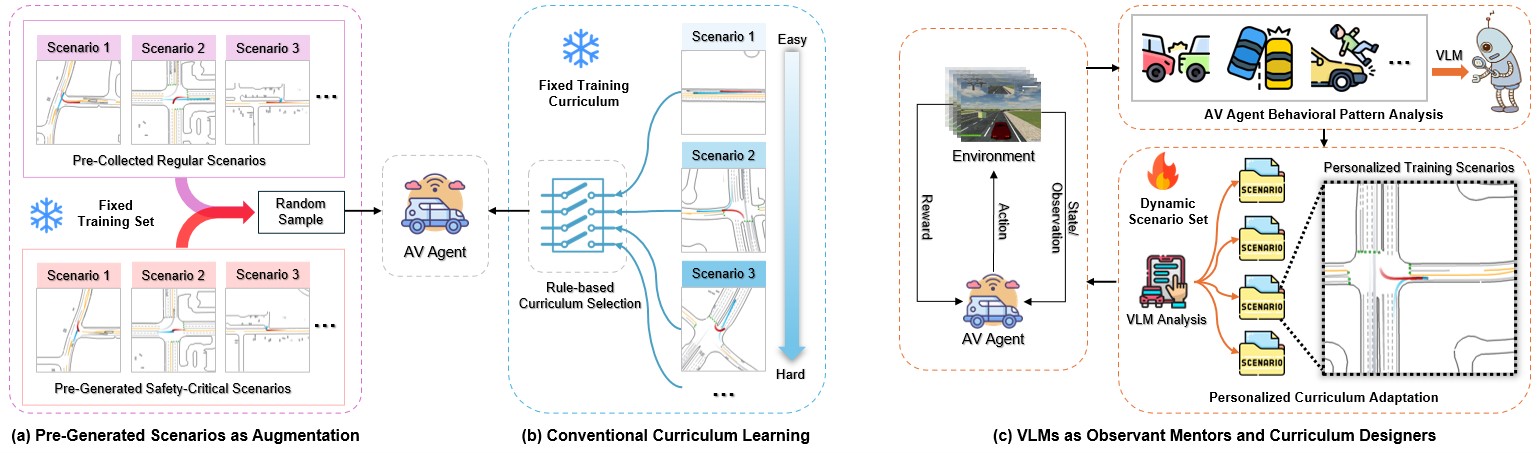 Scenario 1
Scenario 2
Scenario 3
...
Pre-Collected Regular Scenarios
Fixed
Training Set
Random
Sample
Scenario 1
Scenario 2
Scenario 3
...
Pre-Generated Safety-Critical Scenarios
(a) Pre-Generated Scenarios as Augmentation
AV Agent
Fixed Training
Curriculum
Rule-based
Curriculum Selection
Scenario 1
Scenario 2
Scenario 3
...
Easy
Hard
(b) Conventional Curriculum Learning
Environment
Reward
Action
State/
Observation
AV Agent
...
VLM
AV Agent Behavioral Pattern Analysis
Dynamic
Scenario Set
VLM Analysis
SCENARIO
SCENARIO
SCENARIO
SCENARIO
Personalized Training Scenarios
Personalized Curriculum Adaptation
(c) VLMs as Observant Mentors and Curriculum Designers